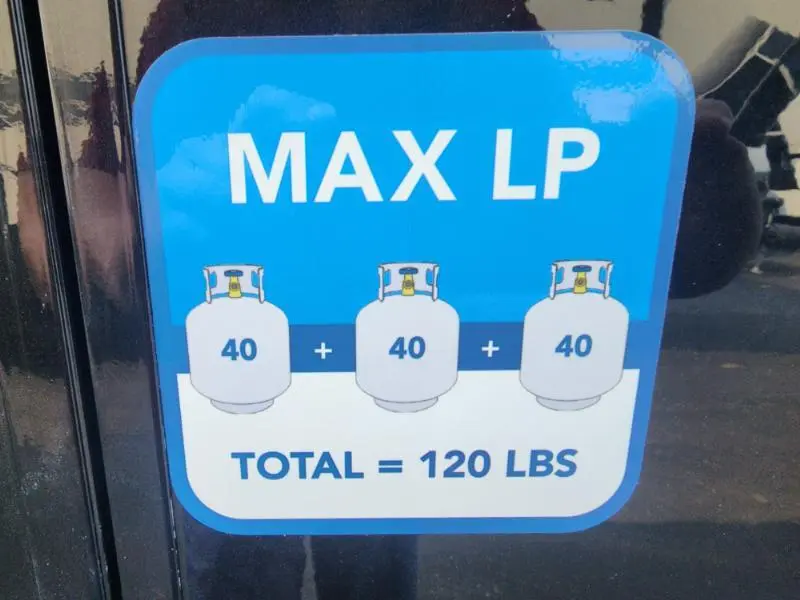 MAX LP
40 + 40 + 40
TOTAL = 120 LBS